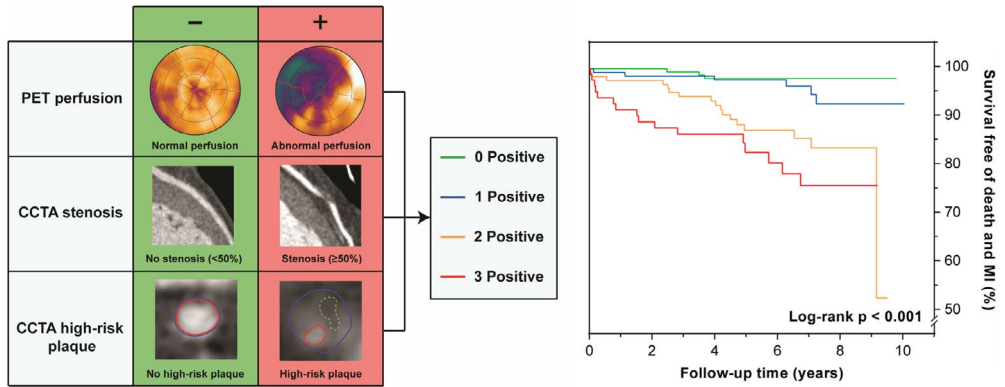 − +
PET perfusion
Normal perfusion
Abnormal perfusion
CCTA stenosis
No stenosis (<50%)
Stenosis (≥50%)
CCTA high-risk
plaque
No high-risk plaque
High-risk plaque
0 Positive
1 Positive
2 Positive
3 Positive
100
90
80
70
60
50
Survival free of death and MI (%)
Log-rank p < 0.001
0 2 4 6 8 10
Follow-up time (years)